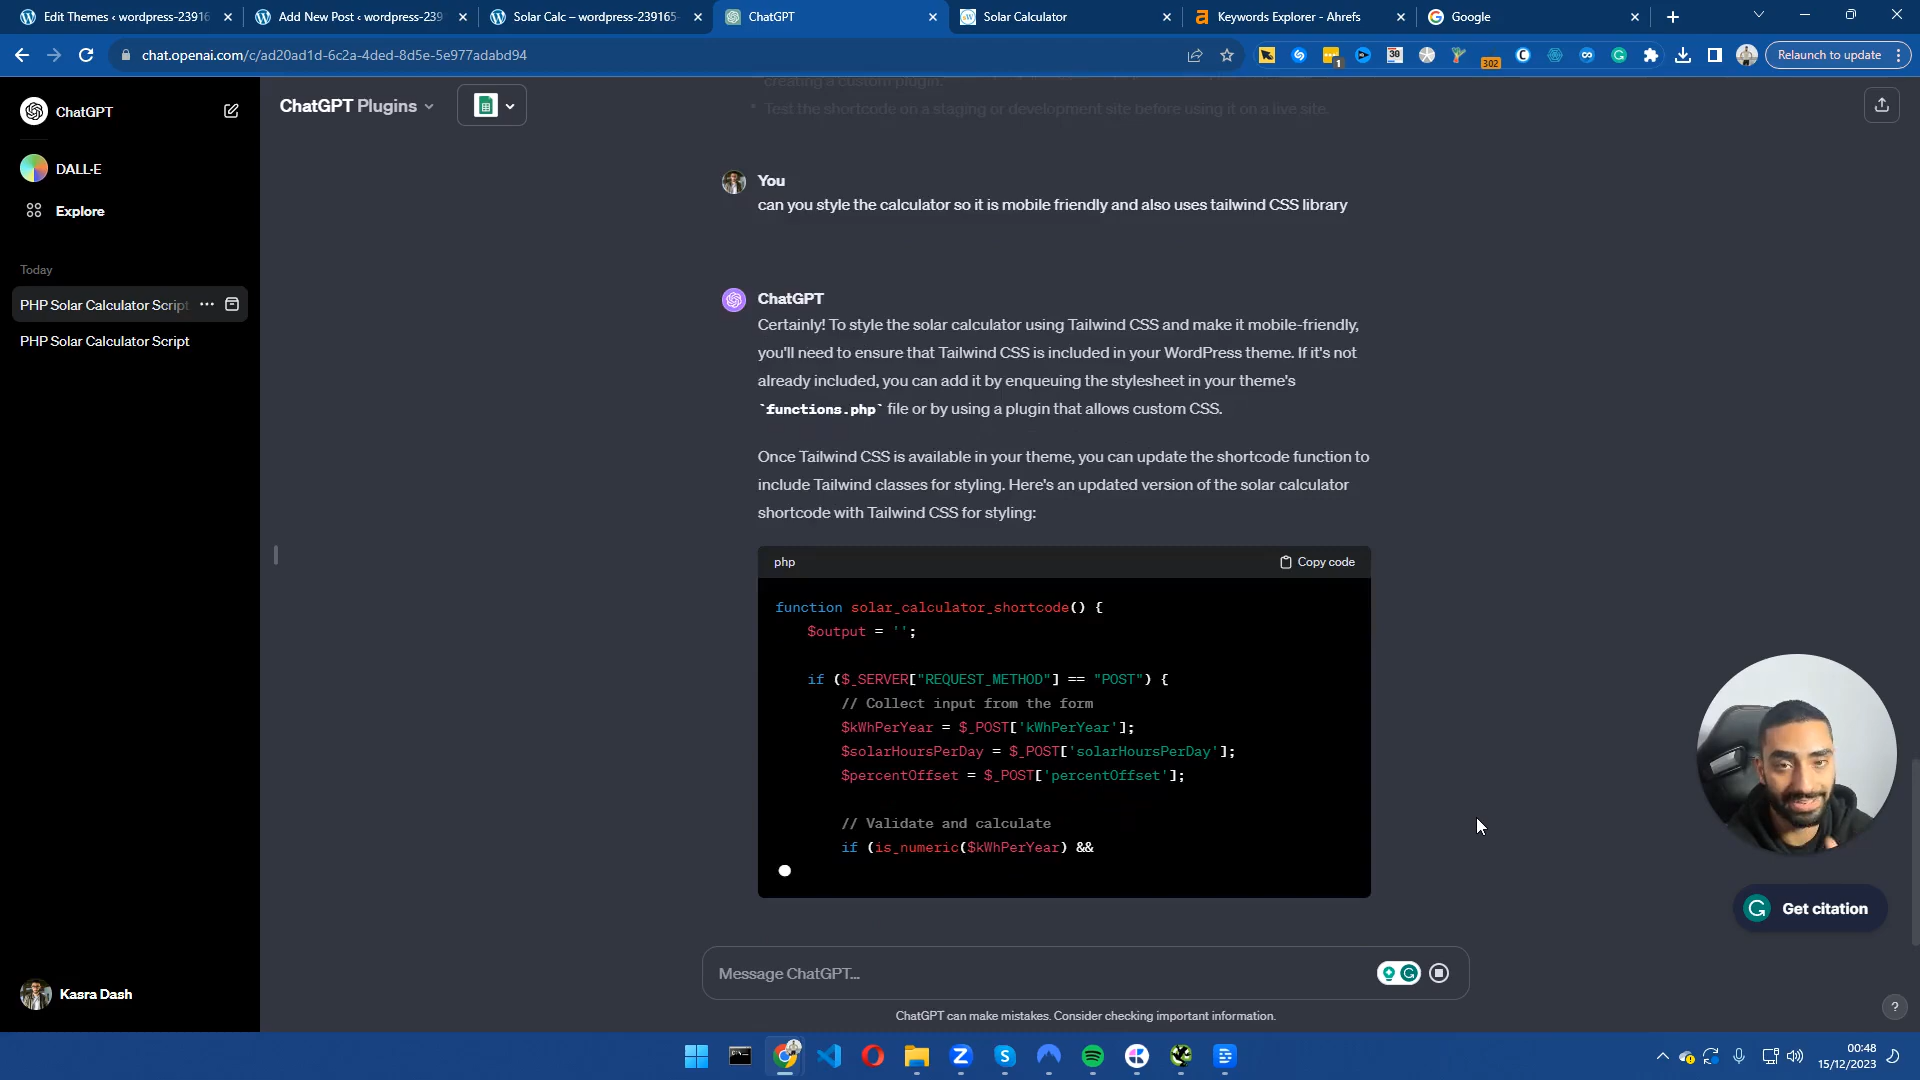 Edit Themes ‹ wordpress-23916
Add New Post ‹ wordpress-239
Solar Calc – wordpress-239165
ChatGPT
Solar Calculator
Keywords Explorer - Ahrefs
Google
chat.openai.com/c/ad20ad1d-6c2a-4ded-8d5e-5e977adabd94
1
30
302
Relaunch to update
ChatGPT
DALL·E
Explore
Today
PHP Solar Calculator Script
PHP Solar Calculator Script
Kasra Dash
ChatGPT Plugins
creating a custom plugin.
• Test the shortcode on a staging or development site before using it on a live site.
You
can you style the calculator so it is mobile friendly and also uses tailwind CSS library
ChatGPT
Certainly! To style the solar calculator using Tailwind CSS and make it mobile-friendly,
you'll need to ensure that Tailwind CSS is included in your WordPress theme. If it's not
already included, you can add it by enqueuing the stylesheet in your theme's
`functions.php` file or by using a plugin that allows custom CSS.
Once Tailwind CSS is available in your theme, you can update the shortcode function to
include Tailwind classes for styling. Here's an updated version of the solar calculator
shortcode with Tailwind CSS for styling:
php
Copy code
function solar_calculator_shortcode() {
$output = '';
if ($_SERVER["REQUEST_METHOD"] == "POST") {
// Collect input from the form
$kWhPerYear = $_POST['kWhPerYear'];
$solarHoursPerDay = $_POST['solarHoursPerDay'];
$percentOffset = $_POST['percentOffset'];
// Validate and calculate
if (is_numeric($kWhPerYear) &&
Get citation
Message ChatGPT...
ChatGPT can make mistakes. Consider checking important information.
?
00:48
15/12/2023